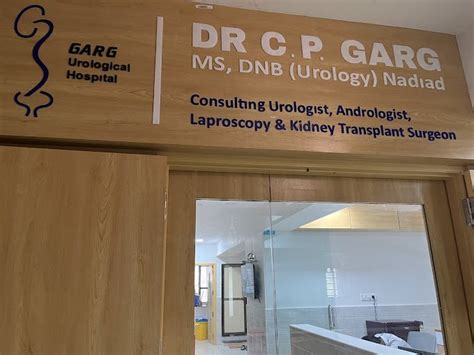 GARG
Urological
Hospital
DR C. P. GARG
MS, DNB (Urology) Nadiad
Consulting Urologist, Andrologist,
Laproscopy & Kidney Transplant Surgeon